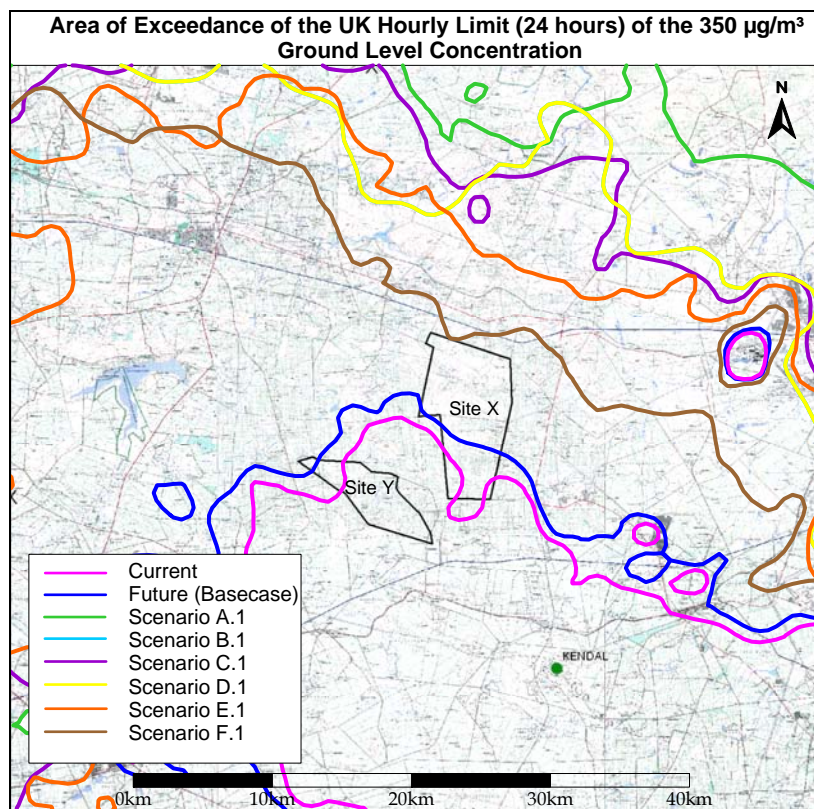 Area of Exceedance of the UK Hourly Limit (24 hours) of the 350 µg/m³
Ground Level Concentration
N
Site X
Site Y
Current
Future (Basecase)
Scenario A.1
Scenario B.1
Scenario C.1
Scenario D.1
Scenario E.1
Scenario F.1
KENDAL
0km
10km
20km
30km
40km